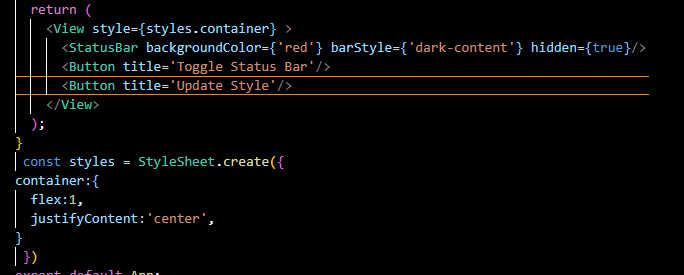 return (
<View style={styles.container} >
<StatusBar backgroundColor={'red'} barStyle={'dark-content'} hidden={true}/>
<Button title='Toggle Status Bar'/>
<Button title='Update Style'/>
</View>
);
}
const styles = StyleSheet.create({
container:{
flex:1,
justifyContent:'center',
}
})
export default App;